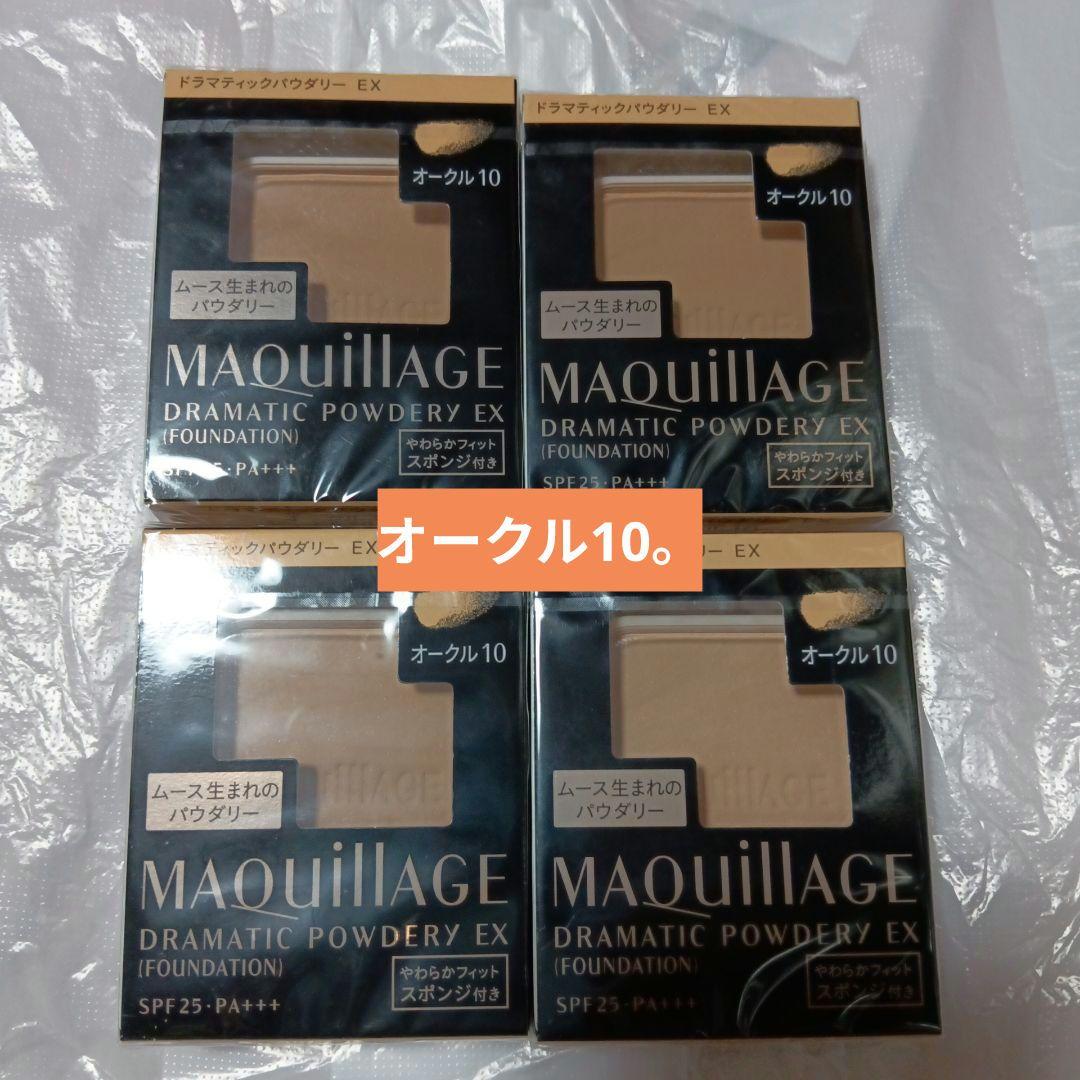 ドラマティックパウダリー EX
オークル10
ムース生まれの
パウダリー
MAQuillAGE
DRAMATIC POWDERY EX
(FOUNDATION)
SPF25・PA+++
やわらかフィット
スポンジ付き
ドラマティックパウダリー EX
オークル10
ムース生まれの
パウダリー
MAQuillAGE
DRAMATIC POWDERY EX
(FOUNDATION)
SPF25・PA+++
やわらかフィット
スポンジ付き
オークル10。
ティックパウダリー EX
オークル10
ムース生まれの
パウダリー
MAQuillAGE
DRAMATIC POWDERY EX
(FOUNDATION)
SPF25・PA+++
やわらかフィット
スポンジ付き
リー EX
オークル10
ムース生まれの
パウダリー
MAQuillAGE
DRAMATIC POWDERY EX
(FOUNDATION)
SPF25・PA+++
やわらかフィット
スポンジ付き